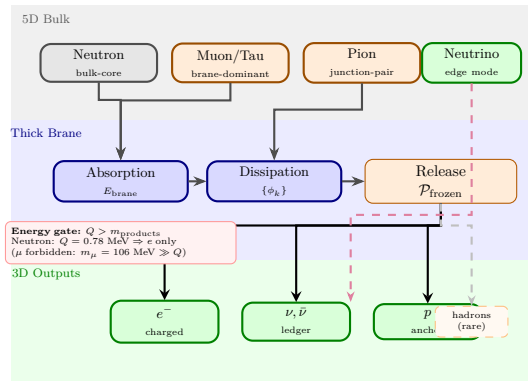 5D Bulk
Neutron
bulk-core
Muon/Tau
brane-dominant
Pion
junction-pair
Neutrino
edge mode
Thick Brane
Absorption
E_brane
Dissipation
{ϕ_k}
Release
𝒫_frozen
Energy gate: Q > m_products
Neutron: Q = 0.78 MeV ⇒ e only
(μ forbidden: m_μ = 106 MeV ≫ Q)
3D Outputs
e⁻
charged
ν, ν̄
ledger
p
hadrons
(rare)